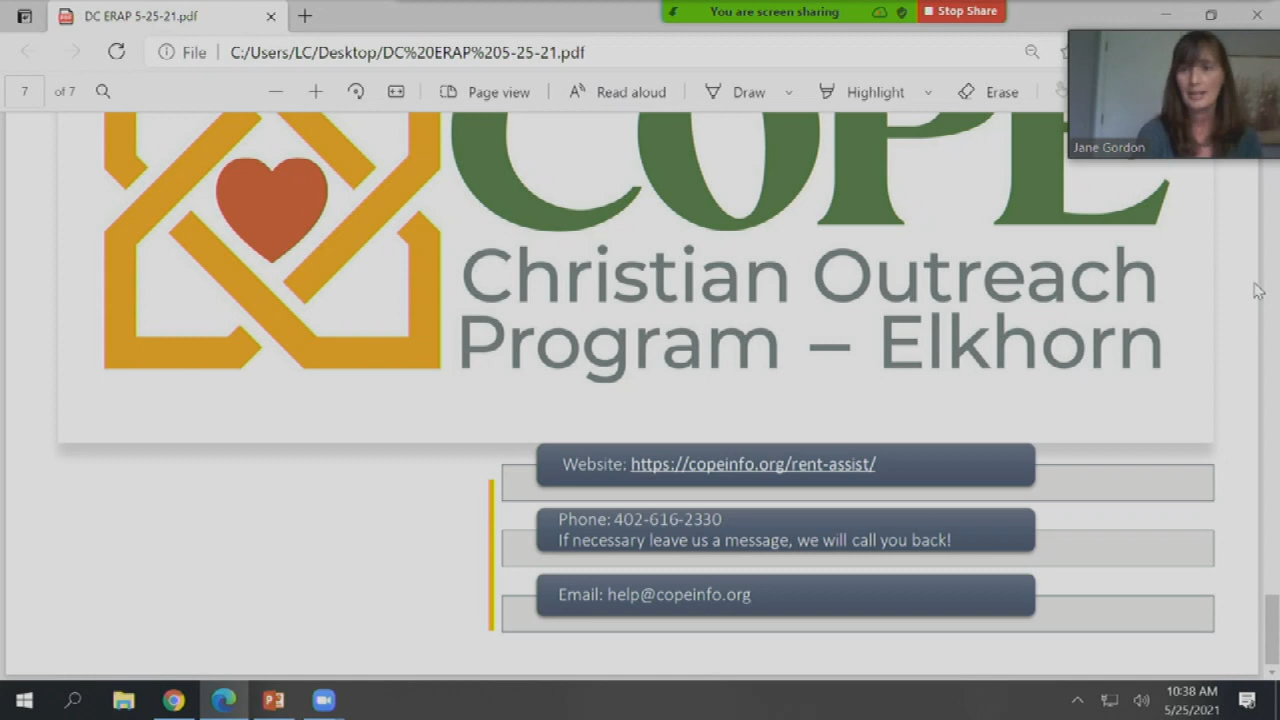 DC ERAP 5-25-21.pdf
You are screen sharing
Stop Share
File
C:/Users/LC/Desktop/DC%20ERAP%205-25-21.pdf
7 of 7
Page view
Read aloud
Draw
Highlight
Erase
Jane Gordon
COPE
Christian Outreach
Program – Elkhorn
Website: https://copeinfo.org/rent-assist/
Phone: 402-616-2330
If necessary leave us a message, we will call you back!
Email: help@copeinfo.org
10:38 AM
5/25/2021